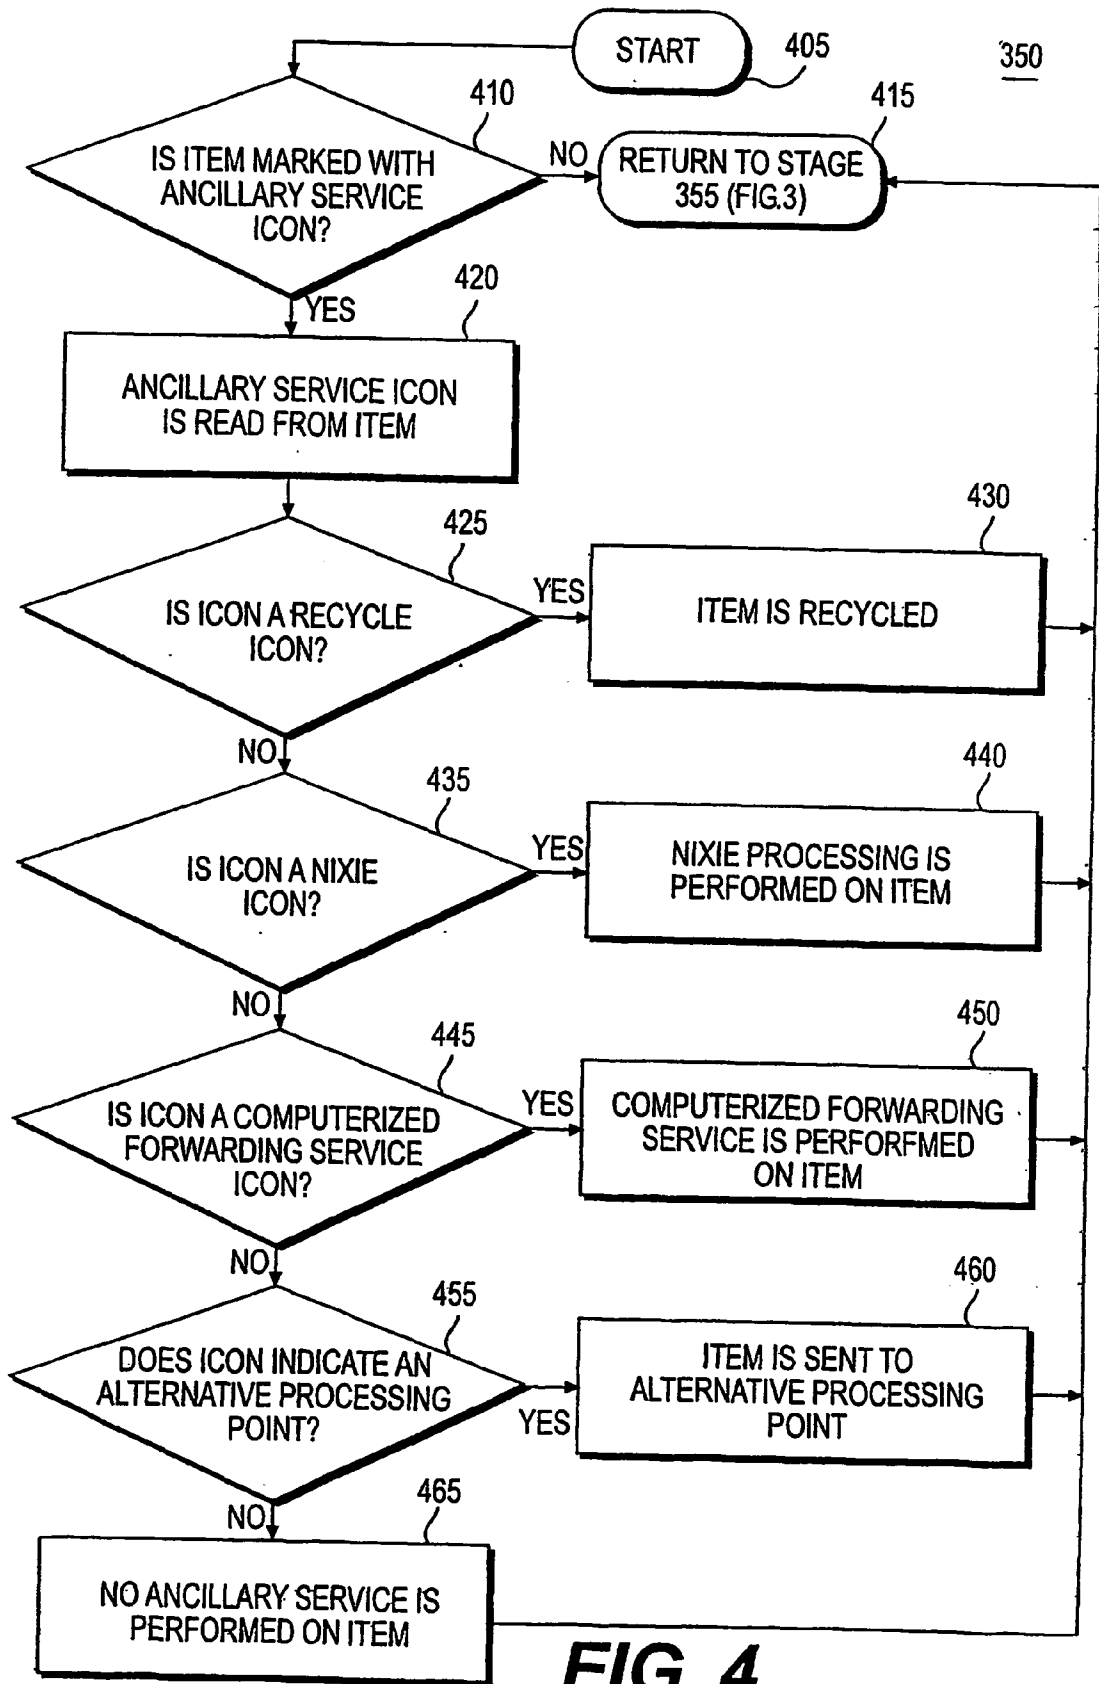 START
405
350
410
415
IS ITEM MARKED WITH
ANCILLARY SERVICE
ICON?
NO
RETURN TO STAGE
355 (FIG.3)
YES
420
ANCILLARY SERVICE ICON
IS READ FROM ITEM
425
430
IS ICON A RECYCLE
ICON?
YES
ITEM IS RECYCLED
NO
435
440
IS ICON A NIXIE
ICON?
YES
NIXIE PROCESSING IS
PERFORMED ON ITEM
NO
445
450
IS ICON A COMPUTERIZED
FORWARDING SERVICE
ICON?
YES
COMPUTERIZED FORWARDING
SERVICE IS PERFORFMED
ON ITEM
NO
455
460
DOES ICON INDICATE AN
ALTERNATIVE PROCESSING
POINT?
YES
ITEM IS SENT TO
ALTERNATIVE PROCESSING
POINT
NO
465
NO ANCILLARY SERVICE IS
PERFORMED ON ITEM
FIG. 4